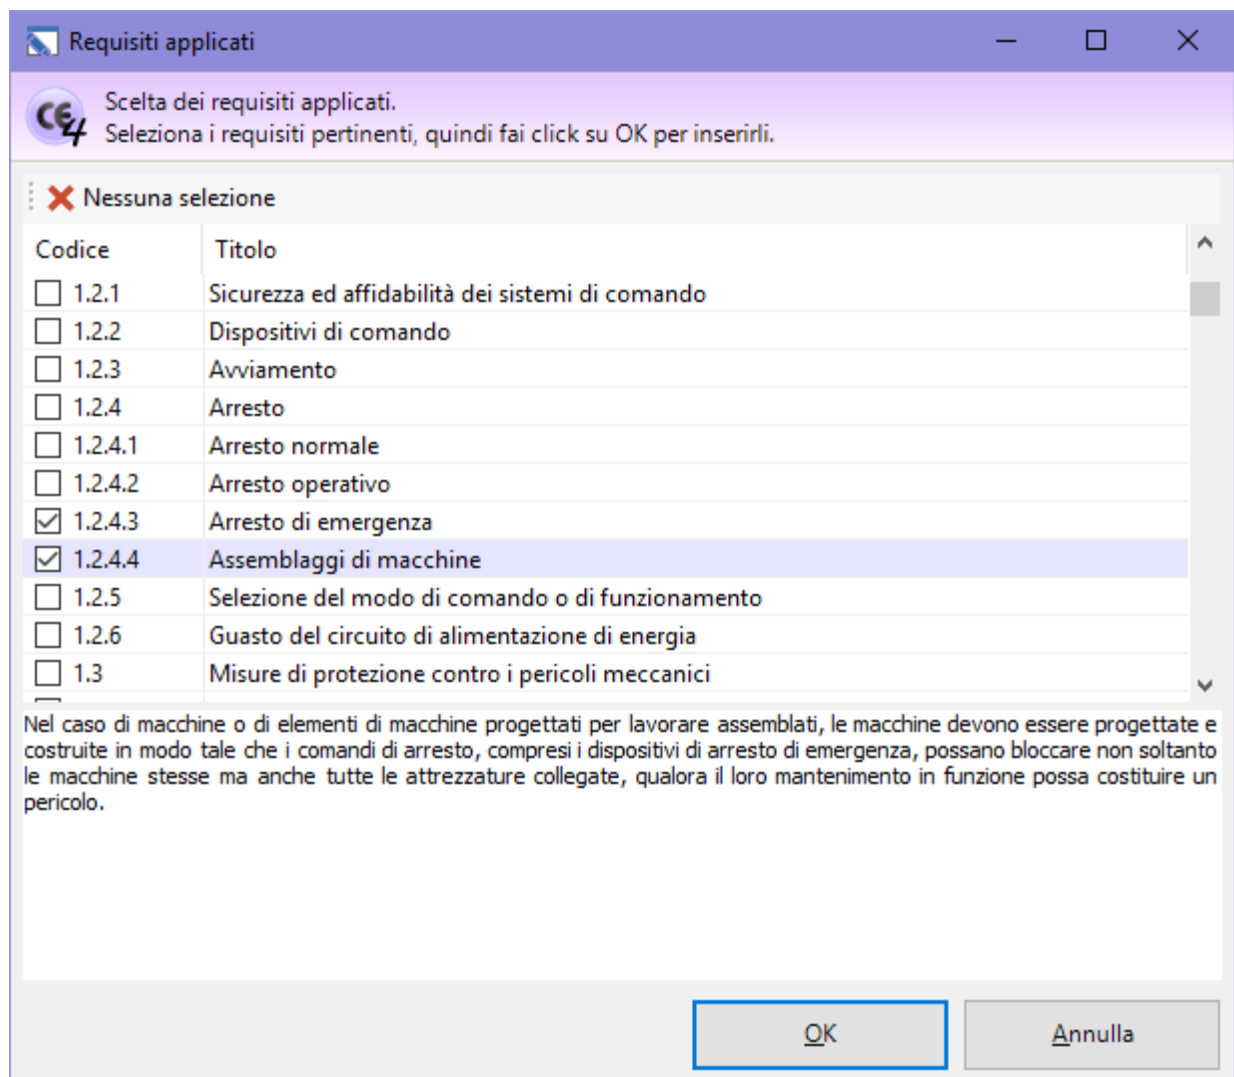 Requisiti applicati
CE4
Scelta dei requisiti applicati.
Seleziona i requisiti pertinenti, quindi fai click su OK per inserirli.
Nessuna selezione
Codice Titolo
1.2.1 Sicurezza ed affidabilità dei sistemi di comando
1.2.2 Dispositivi di comando
1.2.3 Avviamento
1.2.4 Arresto
1.2.4.1 Arresto normale
1.2.4.2 Arresto operativo
1.2.4.3 Arresto di emergenza
1.2.4.4 Assemblaggi di macchine
1.2.5 Selezione del modo di comando o di funzionamento
1.2.6 Guasto del circuito di alimentazione di energia
1.3 Misure di protezione contro i pericoli meccanici
Nel caso di macchine o di elementi di macchine progettati per lavorare assemblati, le macchine devono essere progettate e
costruite in modo tale che i comandi di arresto, compresi i dispositivi di arresto di emergenza, possano bloccare non soltanto
le macchine stesse ma anche tutte le attrezzature collegate, qualora il loro mantenimento in funzione possa costituire un
pericolo.
OK Annulla